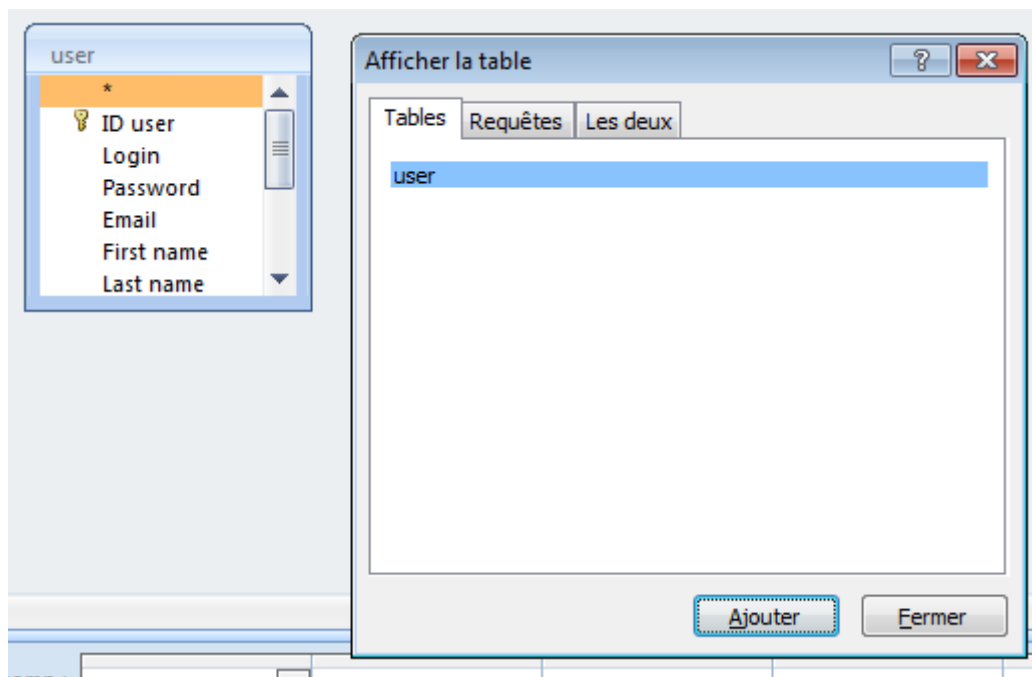 user
*
ID user
Login
Password
Email
First name
Last name
Afficher la table
?
Tables Requêtes Les deux
user
Ajouter Fermer